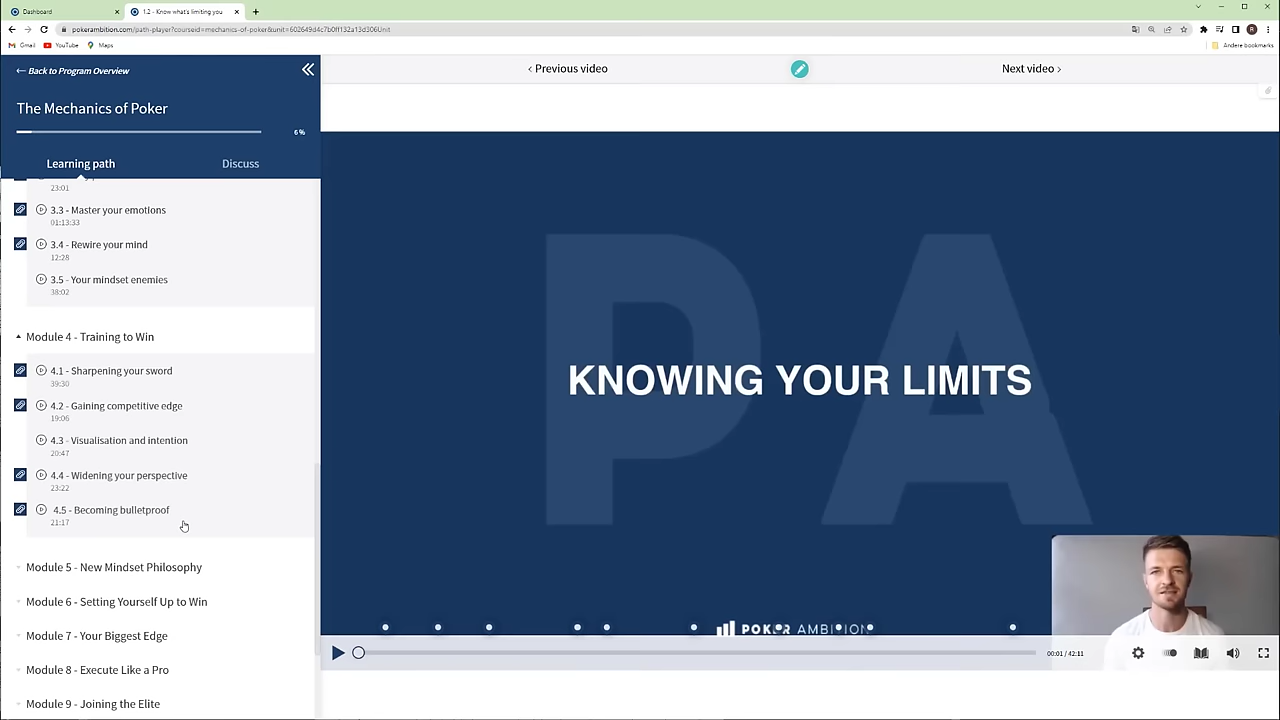 Dashboard
1.2 - Know what's limiting you
pokerambition.com/path-player?courseid=mechanics-of-poker&unit=602649d4c7b0ff132a13d306Unit
Gmail
YouTube
Maps
Andere bookmarks
← Back to Program Overview
The Mechanics of Poker
6%
Learning path
Discuss
23:01
3.3 - Master your emotions
01:13:33
3.4 - Rewire your mind
12:28
3.5 - Your mindset enemies
38:02
Module 4 - Training to Win
4.1 - Sharpening your sword
39:30
4.2 - Gaining competitive edge
19:06
4.3 - Visualisation and intention
20:47
4.4 - Widening your perspective
23:22
4.5 - Becoming bulletproof
21:17
Module 5 - New Mindset Philosophy
Module 6 - Setting Yourself Up to Win
Module 7 - Your Biggest Edge
Module 8 - Execute Like a Pro
Module 9 - Joining the Elite
‹ Previous video
Next video ›
PA
KNOWING YOUR LIMITS
POKER AMBITION
00:01 / 42:11